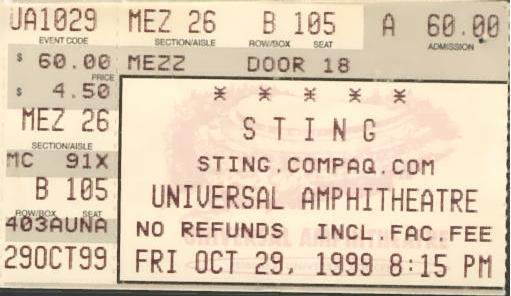 UA1029 MEZ 26 B 105 A 60.00
EVENT CODE SECTION/AISLE ROW/BOX SEAT ADMISSION
$ 60.00 MEZZ DOOR 18
PRICE
$ 4.50
* * * * *
MEZ 26
SECTION/AISLE
STING
MC 91X
STING.COMPAQ.COM
B 105
ROW/BOX SEAT
UNIVERSAL AMPHITHEATRE
403AUNA
NO REFUNDS INCL.FAC.FEE
UNIVERSAL AMPHITHEATRE
29OCT99
FRI OCT 29, 1999 8:15 PM